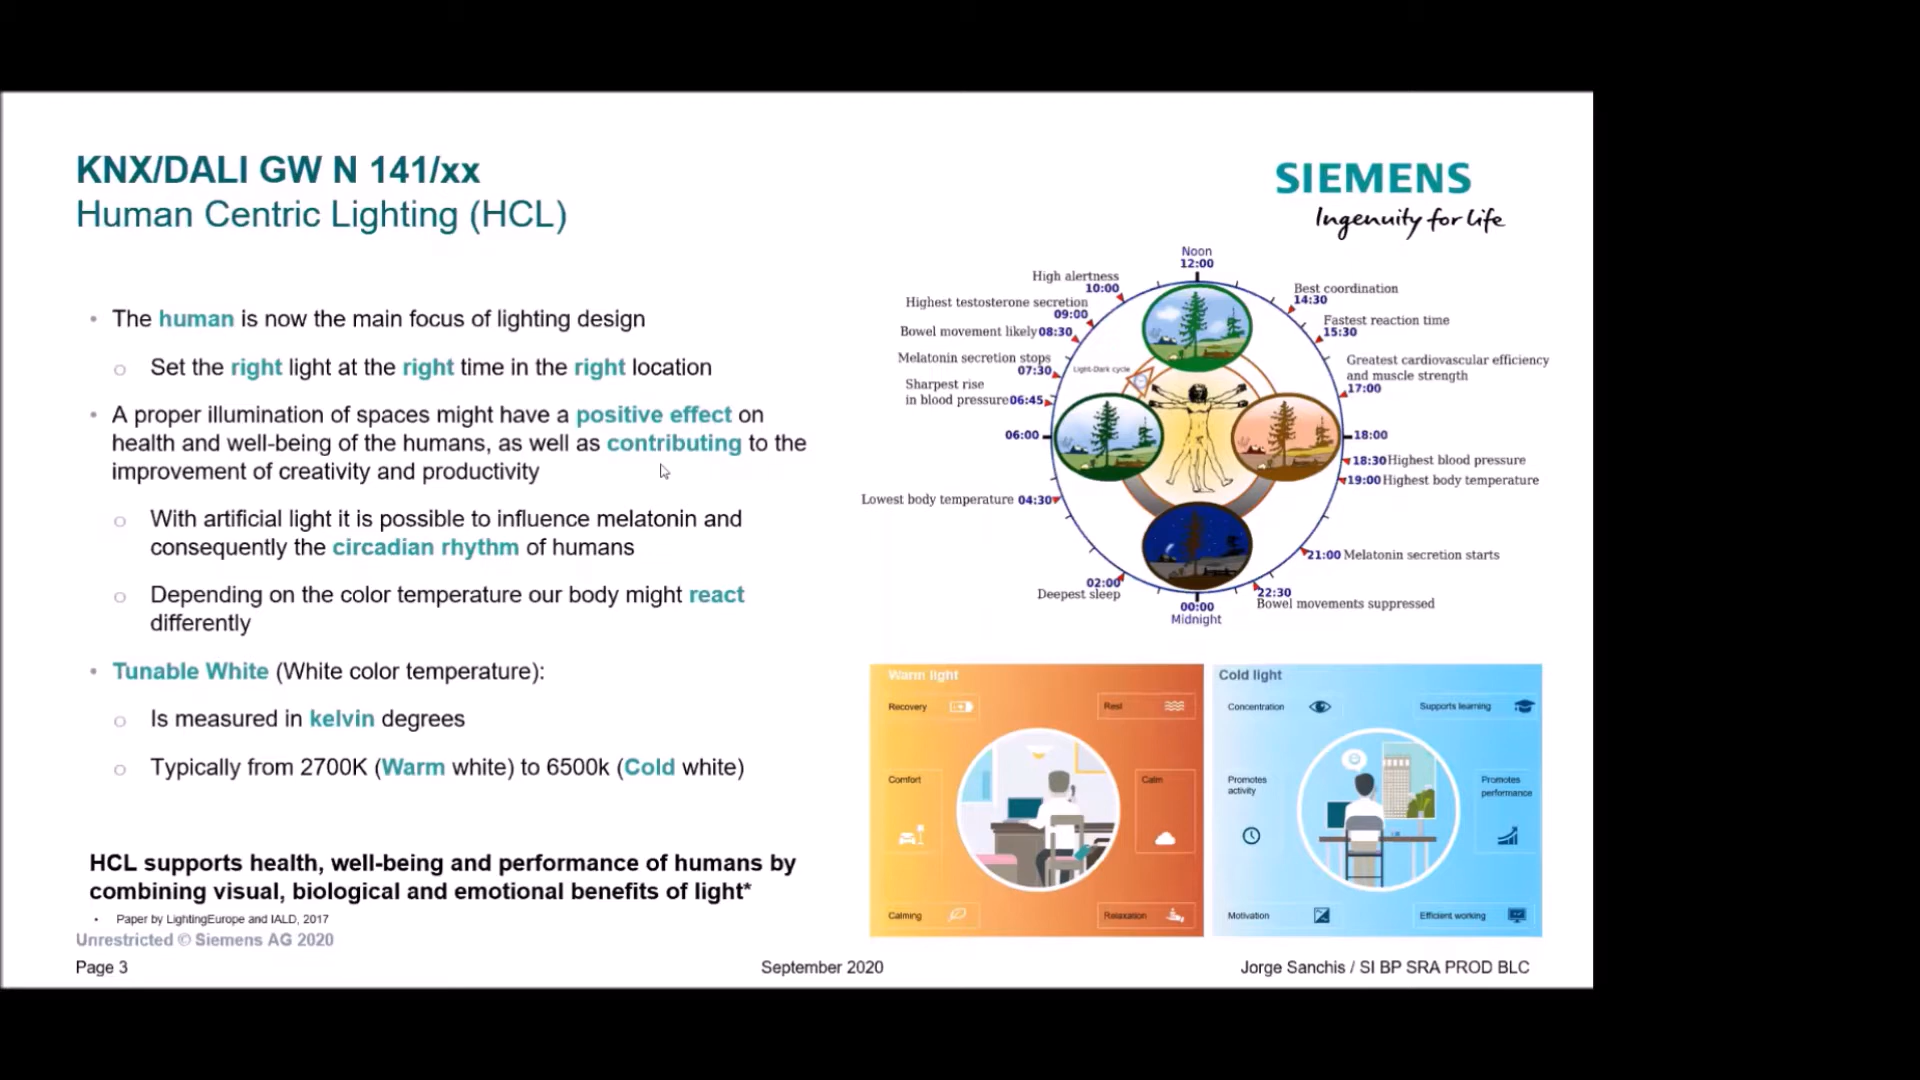 KNX/DALI GW N 141/xx
Human Centric Lighting (HCL)
SIEMENS
Ingenuity for life
• The human is now the main focus of lighting design
o Set the right light at the right time in the right location
• A proper illumination of spaces might have a positive effect on
health and well-being of the humans, as well as contributing to the
improvement of creativity and productivity
o With artificial light it is possible to influence melatonin and
consequently the circadian rhythm of humans
o Depending on the color temperature our body might react
differently
• Tunable White (White color temperature):
o Is measured in kelvin degrees
o Typically from 2700K (Warm white) to 6500k (Cold white)
HCL supports health, well-being and performance of humans by
combining visual, biological and emotional benefits of light*
• Paper by LightingEurope and IALD, 2017
Unrestricted © Siemens AG 2020
Page 3
September 2020
Jorge Sanchis / SI BP SRA PROD BLC
Noon
12:00
High alertness
10:00
Highest testosterone secretion
09:00
Bowel movement likely 08:30
Melatonin secretion stops
07:30
Light-Dark cycle
Sharpest rise
in blood pressure 06:45
06:00
Lowest body temperature 04:30
02:00
Deepest sleep
00:00
Midnight
Best coordination
14:30
Fastest reaction time
15:30
Greatest cardiovascular efficiency
and muscle strength
17:00
18:00
18:30 Highest blood pressure
19:00 Highest body temperature
21:00 Melatonin secretion starts
22:30
Bowel movements suppressed
Warm light
Recovery
Rest
Comfort
Calm
Calming
Relaxation
Cold light
Concentration
Supports learning
Promotes
activity
Promotes
performance
Motivation
Efficient working